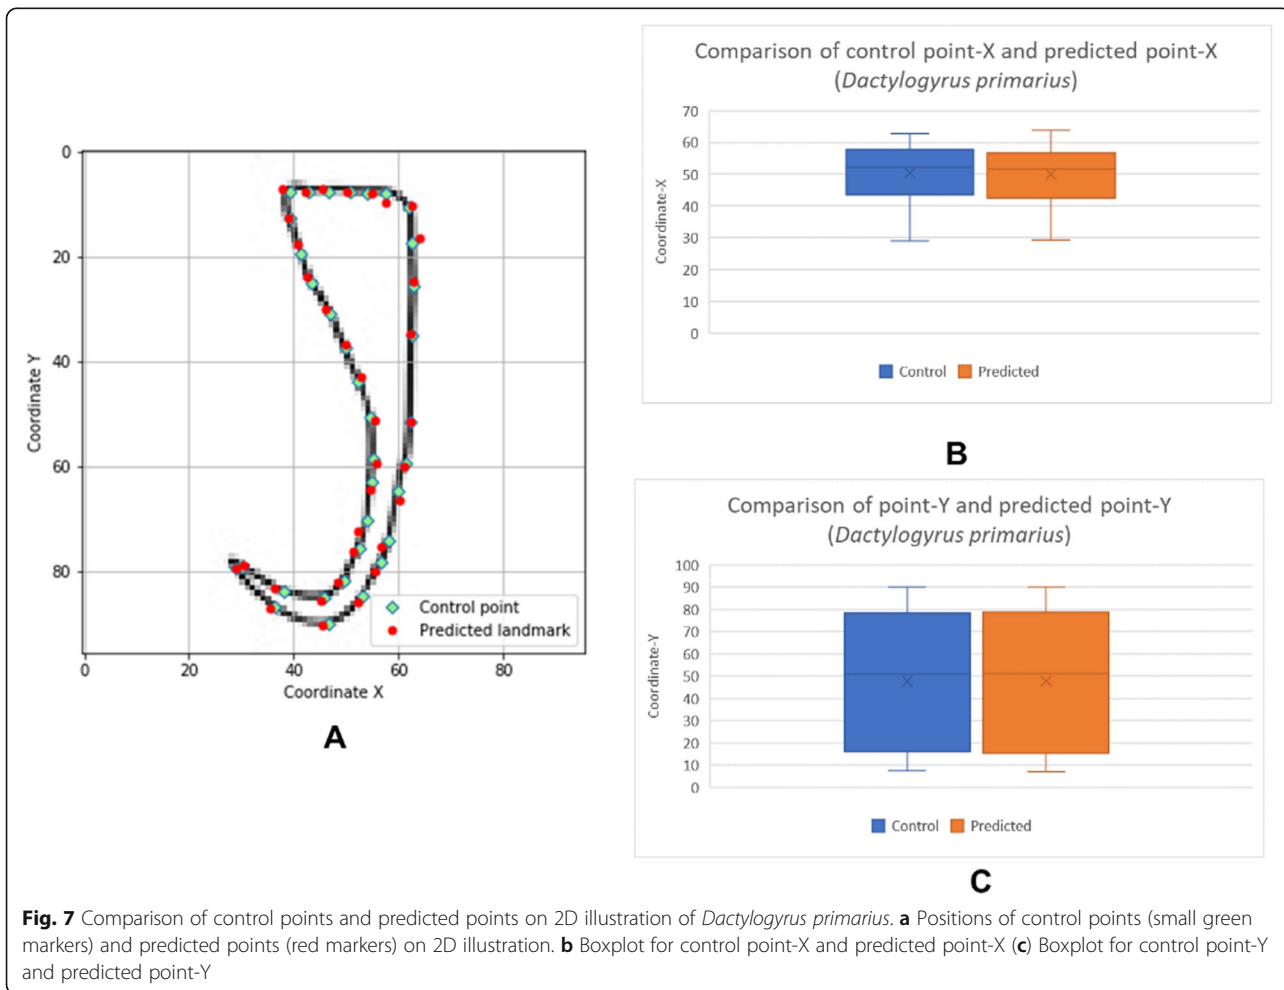 0
20
40
60
80
Coordinate Y
Control point
Predicted landmark
0 20 40 60 80
Coordinate X
A
Comparison of control point-X and predicted point-X
(Dactylogyrus primarius)
70
60
50
40
30
20
10
0
Coordinate-X
Control Predicted
B
Comparison of point-Y and predicted point-Y
(Dactylogyrus primarius)
100
90
80
70
60
50
40
30
20
10
0
Coordinate-Y
Control Predicted
C
Fig. 7 Comparison of control points and predicted points on 2D illustration of Dactylogyrus primarius. a Positions of control points (small green
markers) and predicted points (red markers) on 2D illustration. b Boxplot for control point-X and predicted point-X (c) Boxplot for control point-Y
and predicted point-Y